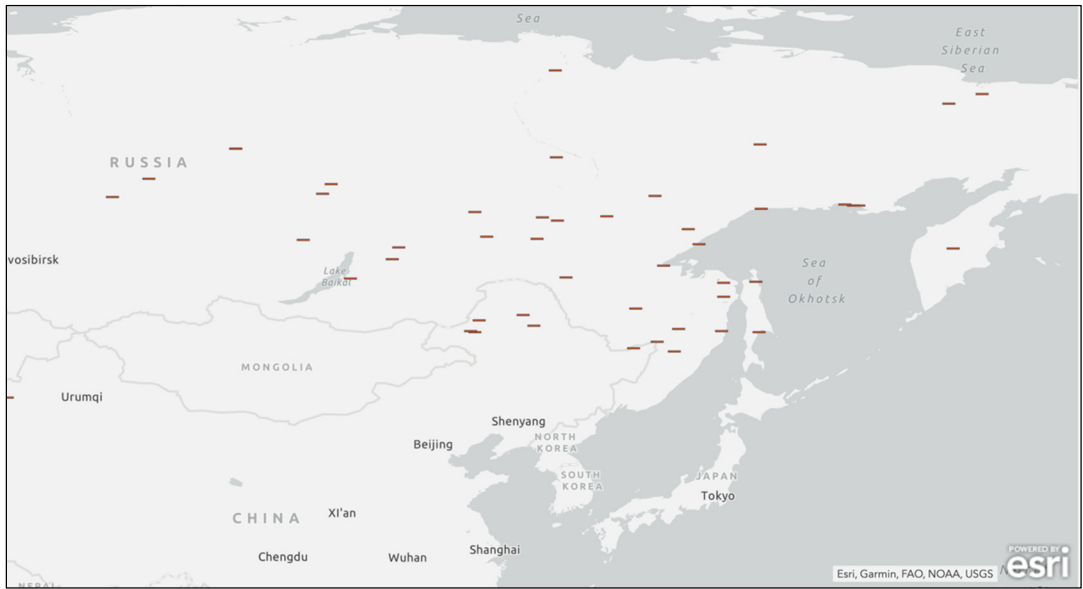 Sea
East
Siberian
Sea
RUSSIA
vosibirsk
Lake
Baikal
Sea
of
Okhotsk
MONGOLIA
Urumqi
Shenyang
Beijing
NORTH
KOREA
SOUTH
KOREA
JAPAN
Tokyo
CHINA
XI'an
Chengdu
Wuhan
Shanghai
POWERED BY
esri
Esri, Garmin, FAO, NOAA, USGS